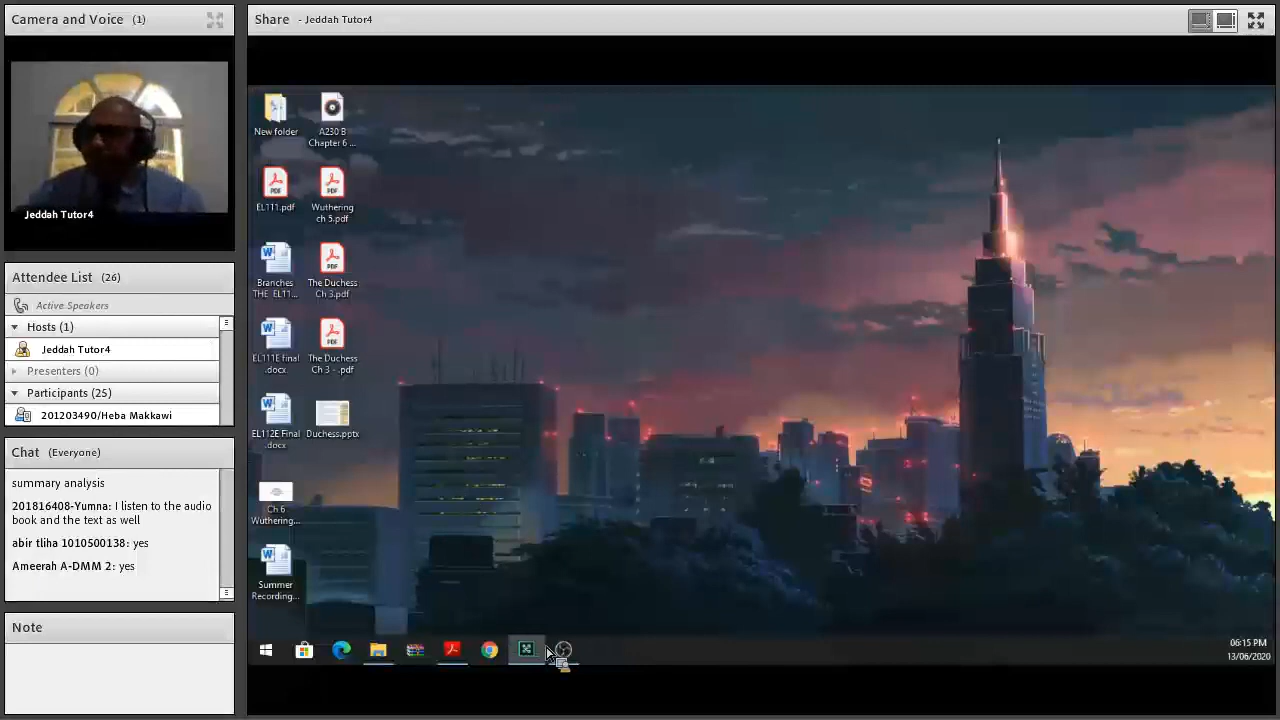 Camera and Voice (1)
Jeddah Tutor4
Attendee List (26)
Active Speakers
Hosts (1)
Jeddah Tutor4
Presenters (0)
Participants (25)
201203490/Heba Makkawi
Chat (Everyone)
summary analysis
201816408-Yumna: I listen to the audio
book and the text as well
abir tliha 1010500138: yes
Ameerah A-DMM 2: yes
Note
Share - Jeddah Tutor4
New folder
A230 B
Chapter 6 ...
EL111.pdf
Wuthering
ch 5.pdf
Branches
THE EL11...
The Duchess
Ch 3.pdf
EL111E final
.docx
The Duchess
Ch 3 - .pdf
EL112E Final
.docx
Duchess.pptx
Ch 6
Wuthering...
Summer
Recording...
06:15 PM
13/06/2020